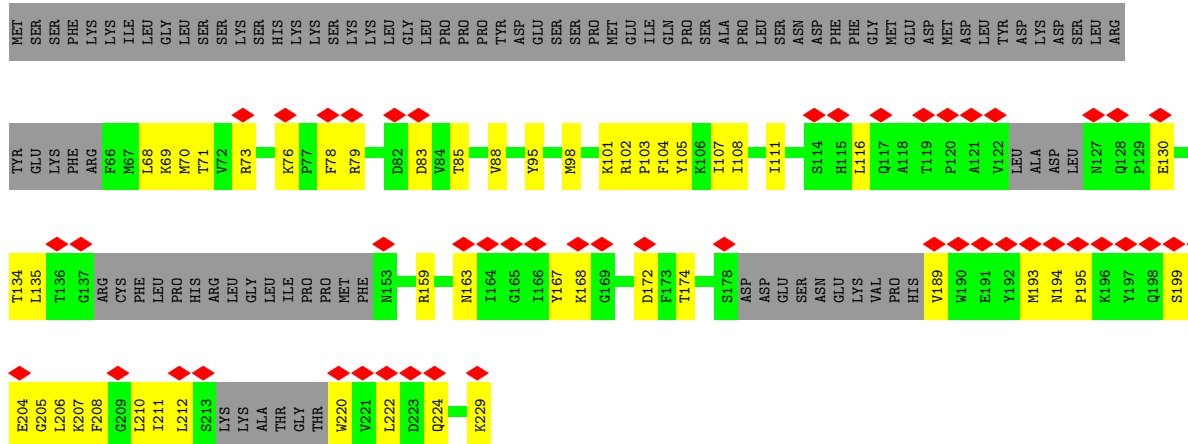 MET SER SER PHE LYS LYS ILE LEU GLY LEU SER SER LYS SER HIS LYS LYS SER LYS LYS LEU GLY LEU PRO PRO PRO TYR ASP GLU SER SER PRO MET GLU ILE GLN PRO SER ALA PRO LEU SER ASN ASP PHE PHE GLY MET GLU ASP MET ASP LEU TYR ASP LYS ASP SER LEU ARG
TYR GLU LYS PHE ARG F66 M67 L68 K69 M70 T71 V72 R73 K76 P77 F78 R79 D82 D83 V84 T85 V88 Y95 M98 K101 R102 P103 F104 Y105 K106 I107 I108 I111 S114 H115 L116 Q117 A118 T119 P120 A121 V122 LEU ALA ASP LEU N127 Q128 P129 E130
T134 L135 T136 G137 ARG CYS PHE LEU PRO HIS ARG LEU GLY LEU ILE PRO PRO MET PHE N153 R159 N163 I164 G165 I166 Y167 K168 G169 D172 F173 T174 S178 ASP ASP GLU SER ASN GLU LYS VAL PRO HIS V189 W190 E191 Y192 M193 N194 P195 K196 Y197 Q198 S199
E204 G205 L206 K207 F208 G209 L210 I211 L212 S213 LYS LYS ALA THR GLY THR W220 V221 L222 D223 Q224 K229